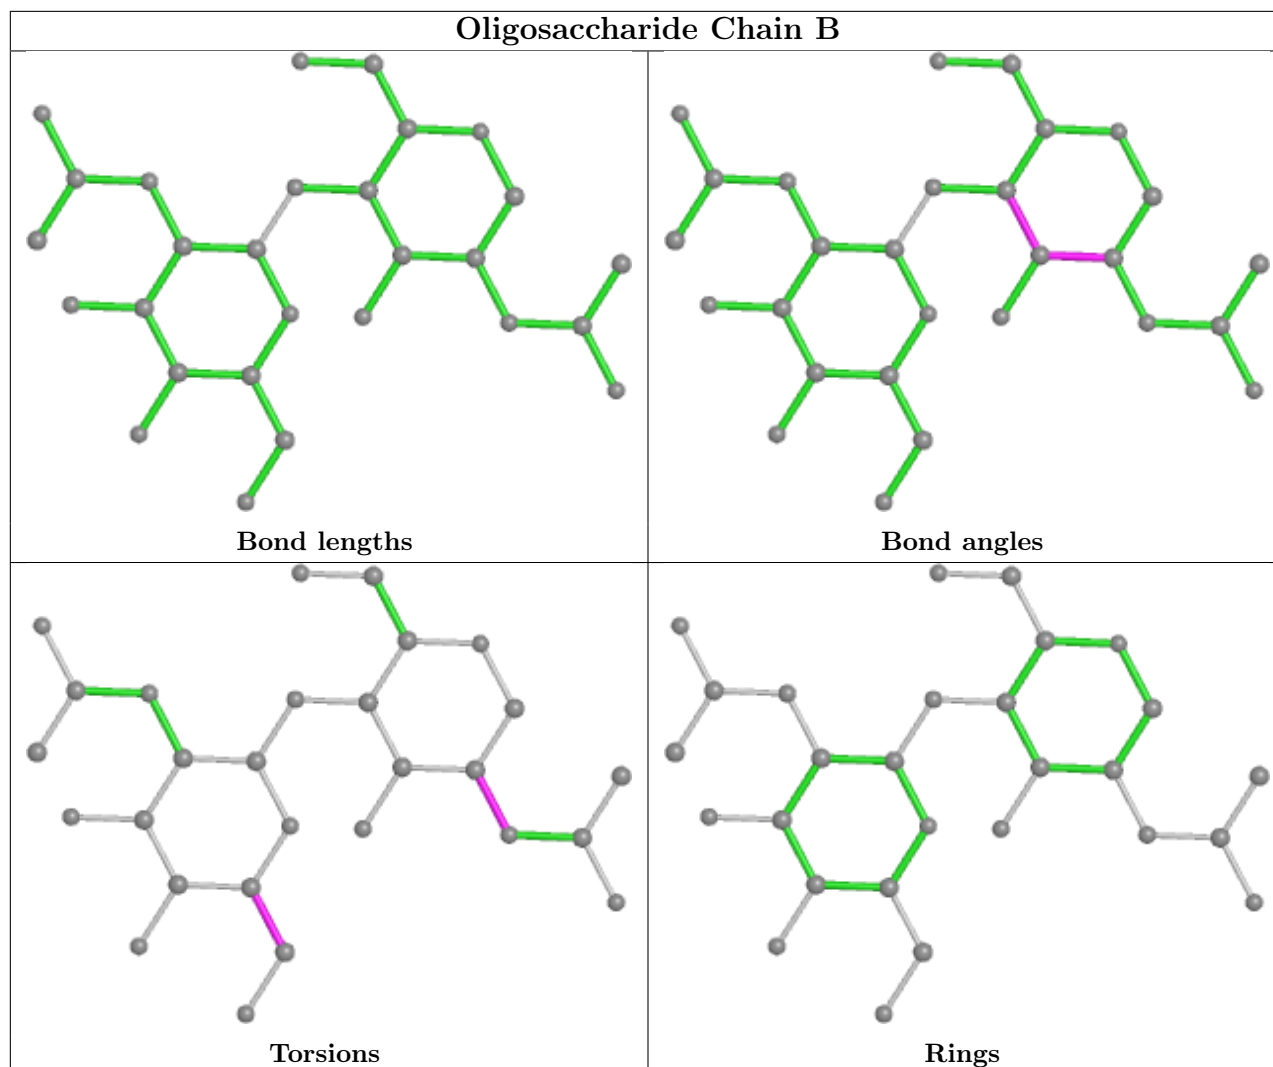 Oligosaccharide Chain B
Bond lengths
Bond angles
Torsions
Rings